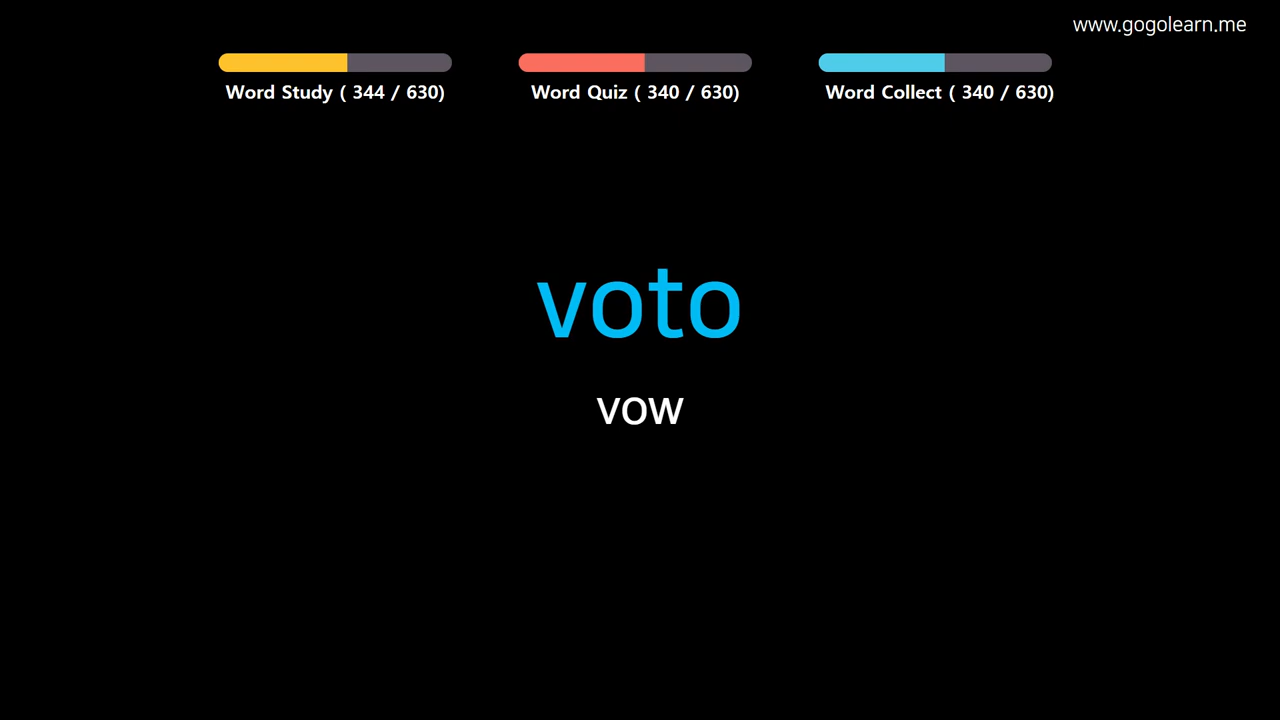 www.gogolearn.me
Word Study ( 344 / 630)
Word Quiz ( 340 / 630)
Word Collect ( 340 / 630)
voto
vow